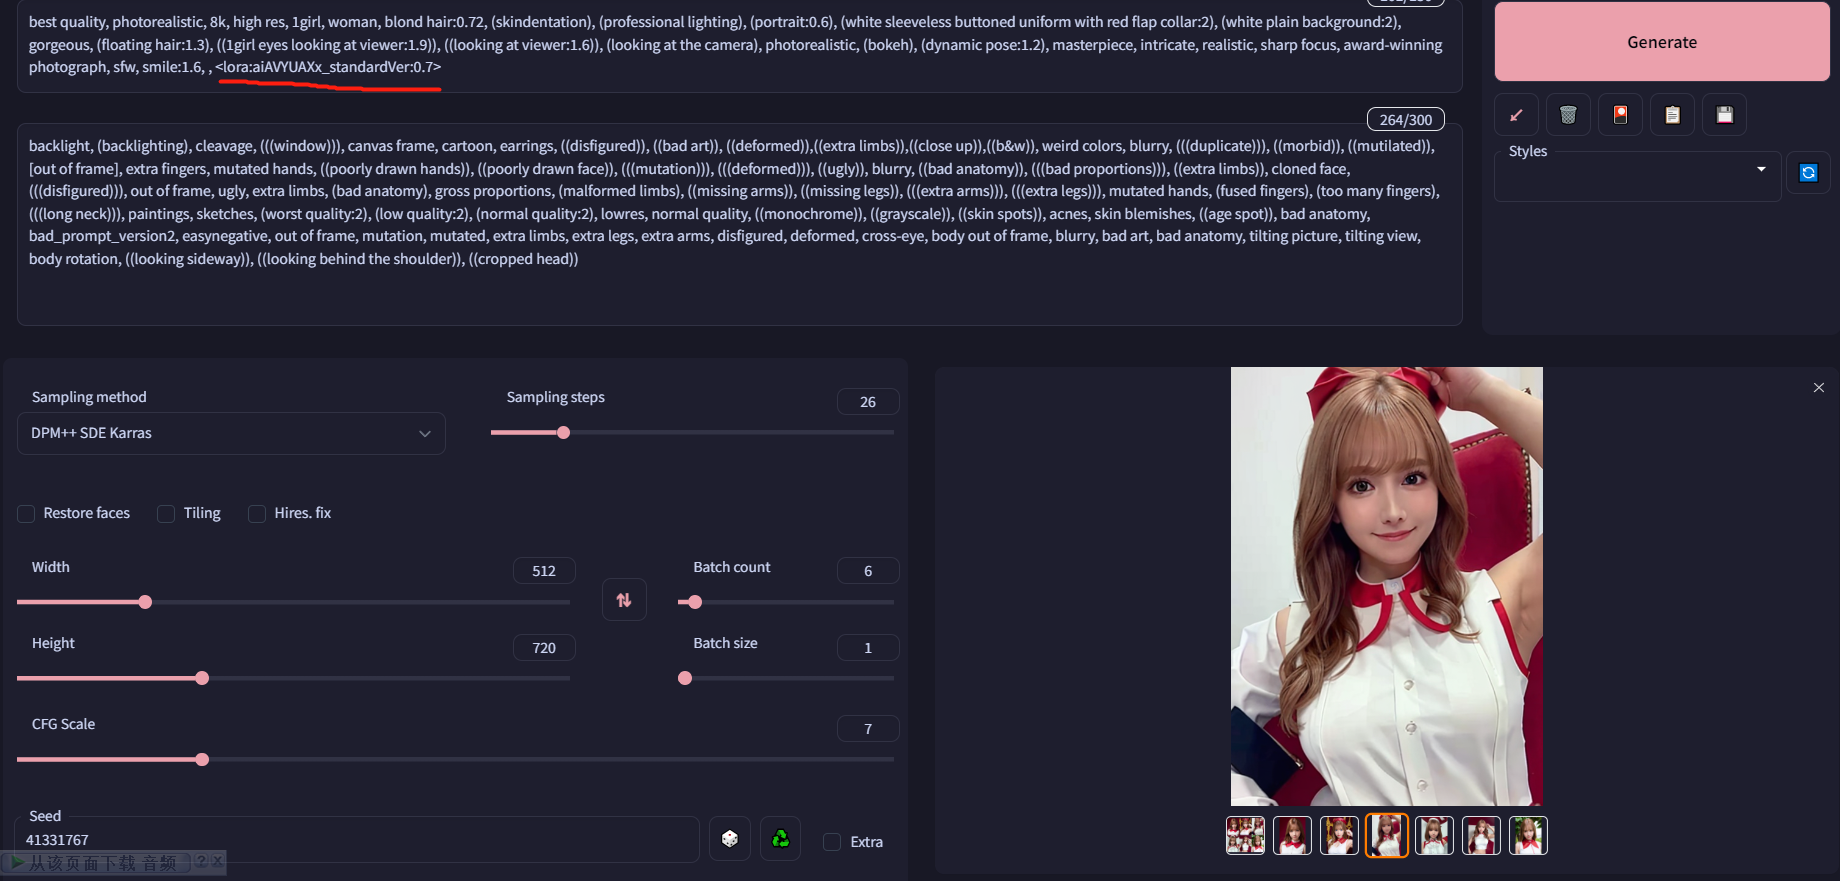 best quality, photorealistic, 8k, high res, 1girl, woman, blond hair:0.72, (skindentation), (professional lighting), (portrait:0.6), (white sleeveless buttoned uniform with red flap collar:2), (white plain background:2),
gorgeous, (floating hair:1.3), ((1girl eyes looking at viewer:1.9)), ((looking at viewer:1.6)), (looking at the camera), photorealistic, (bokeh), (dynamic pose:1.2), masterpiece, intricate, realistic, sharp focus, award-winning
photograph, sfw, smile:1.6, , <lora:aiAVYUAXx_standardVer:0.7>
Generate
264/300
backlight, (backlighting), cleavage, (((window))), canvas frame, cartoon, earrings, ((disfigured)), ((bad art)), ((deformed)),((extra limbs)),((close up)),((b&w)), weird colors, blurry, (((duplicate))), ((morbid)), ((mutilated)),
[out of frame], extra fingers, mutated hands, ((poorly drawn hands)), ((poorly drawn face)), (((mutation))), (((deformed))), ((ugly)), blurry, ((bad anatomy)), (((bad proportions))), ((extra limbs)), cloned face,
(((disfigured))), out of frame, ugly, extra limbs, (bad anatomy), gross proportions, (malformed limbs), ((missing arms)), ((missing legs)), (((extra arms))), (((extra legs))), mutated hands, (fused fingers), (too many fingers),
(((long neck))), paintings, sketches, (worst quality:2), (low quality:2), (normal quality:2), lowres, normal quality, ((monochrome)), ((grayscale)), ((skin spots)), acnes, skin blemishes, ((age spot)), bad anatomy,
bad_prompt_version2, easynegative, out of frame, mutation, mutated, extra limbs, extra legs, extra arms, disfigured, deformed, cross-eye, body out of frame, blurry, bad art, bad anatomy, tilting picture, tilting view,
body rotation, ((looking sideway)), ((looking behind the shoulder)), ((cropped head))
Styles
Sampling method
DPM++ SDE Karras
Sampling steps
26
Restore faces
Tiling
Hires. fix
Width
512
Batch count
6
Height
720
Batch size
1
CFG Scale
7
Seed
41331767
Extra
从该页面下载 音频 ? X